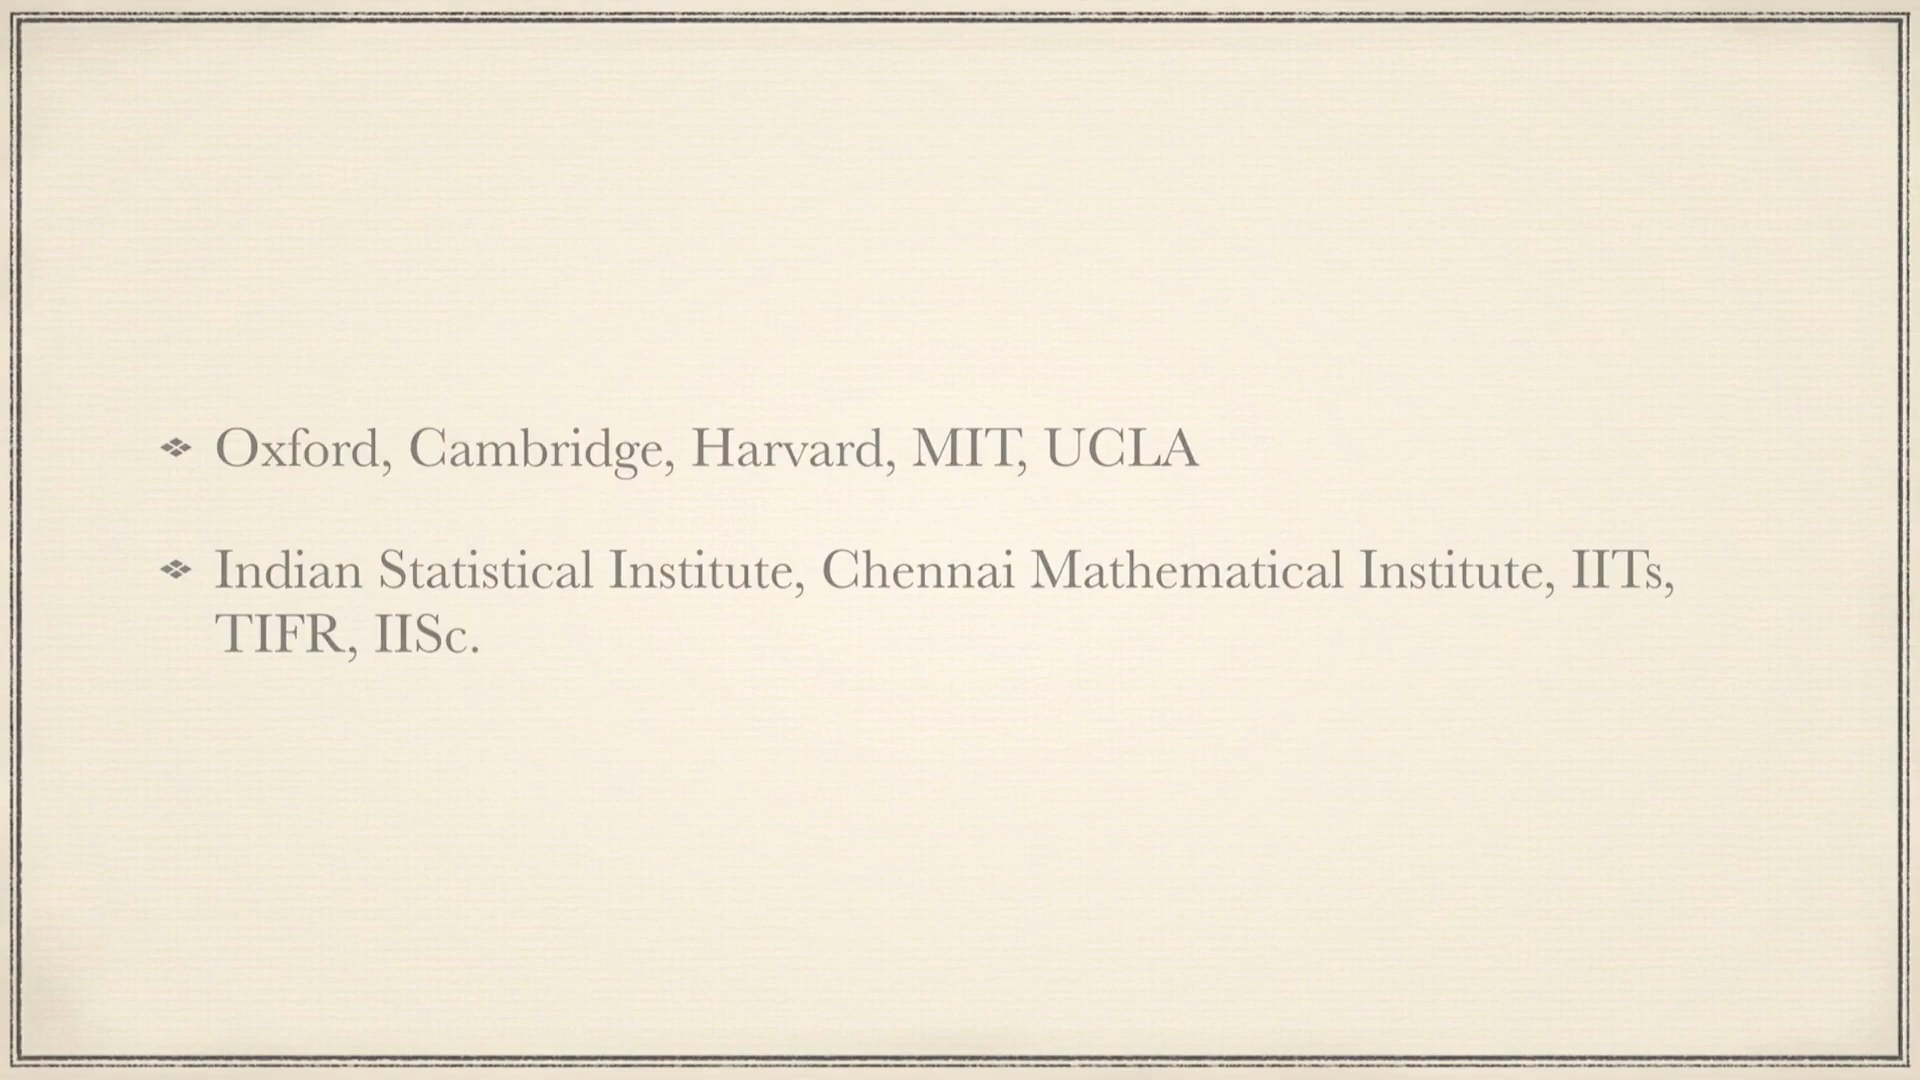 Oxford, Cambridge, Harvard, MIT, UCLA
Indian Statistical Institute, Chennai Mathematical Institute, IITs,
TIFR, IISc.